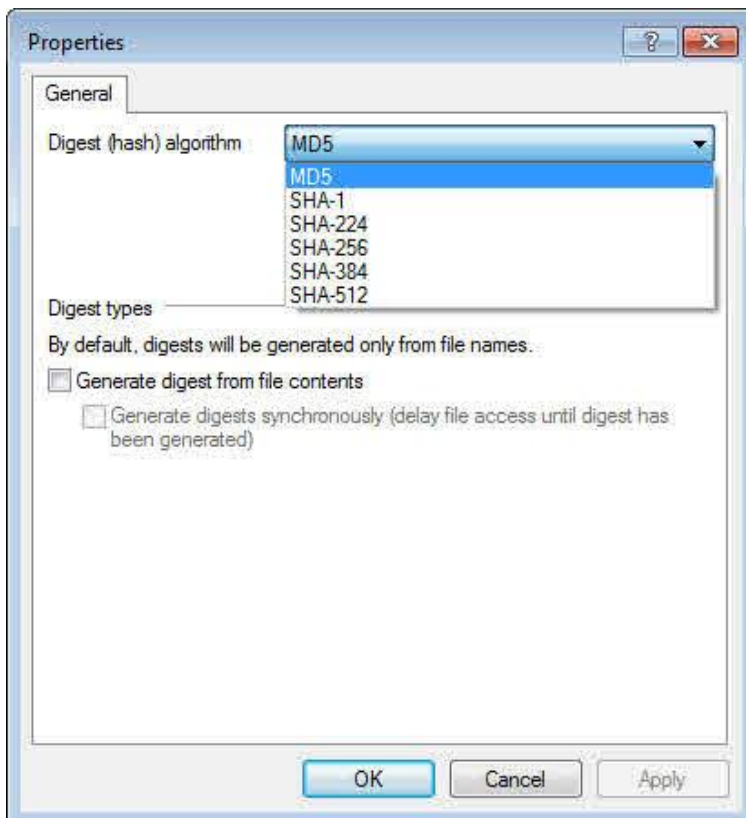 Properties
?
General
Digest (hash) algorithm
MD5
MD5
SHA-1
SHA-224
SHA-256
SHA-384
SHA-512
Digest types
By default, digests will be generated only from file names.
Generate digest from file contents
Generate digests synchronously (delay file access until digest has
been generated)
OK Cancel Apply